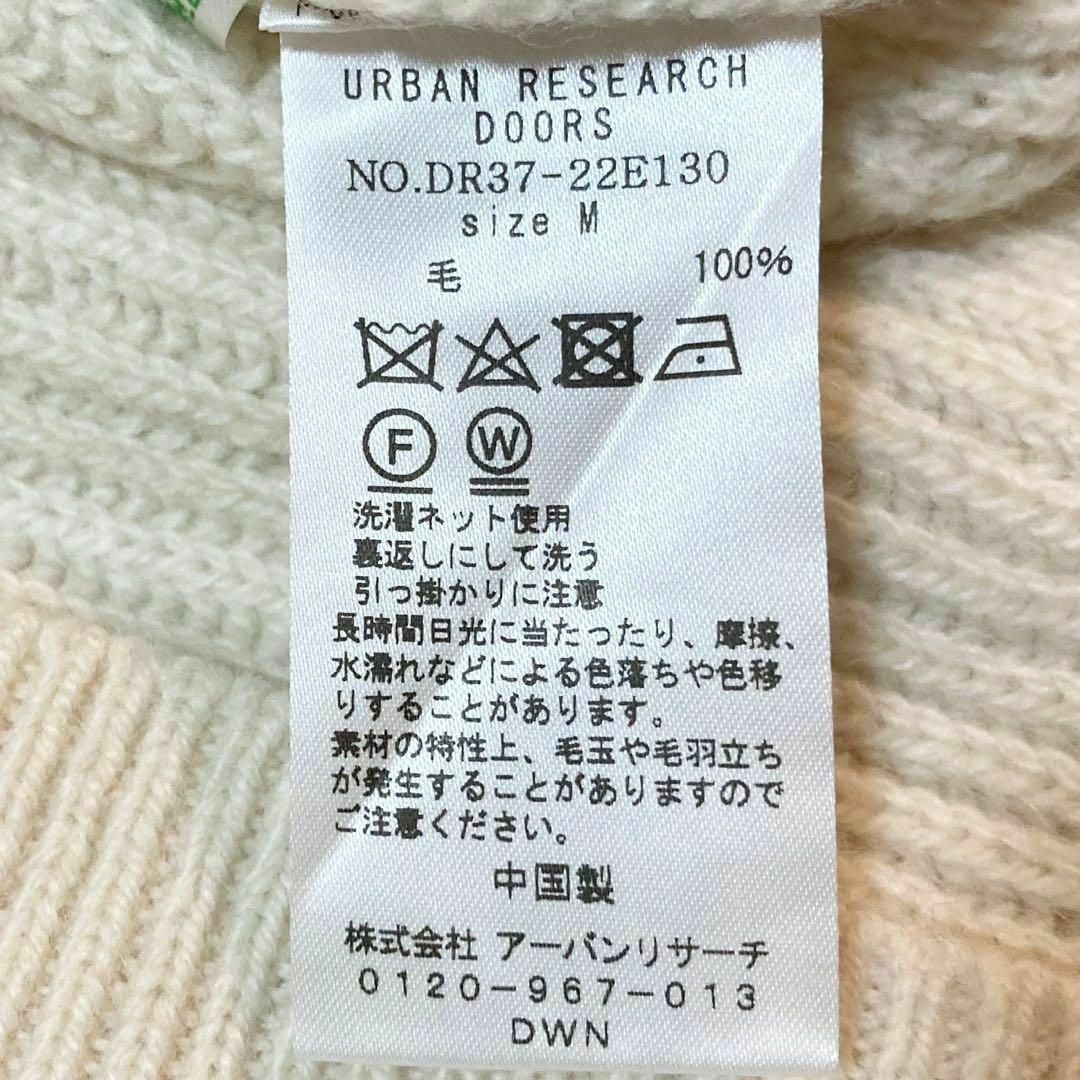 URBAN RESEARCH
DOORS
NO.DR37-22E130
size M
毛 100%
F W
洗濯ネット使用
裏返しにして洗う
引っ掛かりに注意
長時間日光に当たったり、摩擦、
水濡れなどによる色落ちや色移
りすることがあります。
素材の特性上、毛玉や毛羽立ち
が発生することがありますので
ご注意ください。
中国製
株式会社 アーバンリサーチ
0120-967-013
DWN